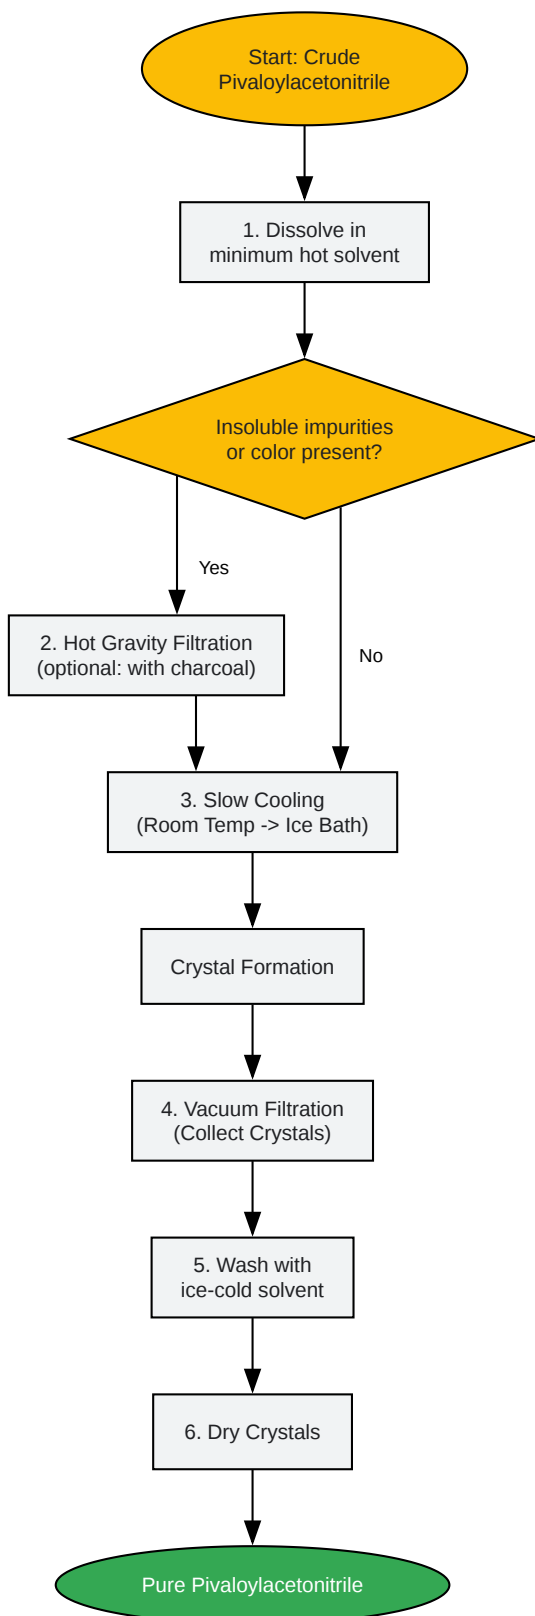 Start: Crude
Pivaloylacetonitrile
1. Dissolve in
minimum hot solvent
Insoluble impurities
or color present?
Yes
2. Hot Gravity Filtration
(optional: with charcoal)
No
3. Slow Cooling
(Room Temp -> Ice Bath)
Crystal Formation
4. Vacuum Filtration
(Collect Crystals)
5. Wash with
ice-cold solvent
6. Dry Crystals
Pure Pivaloylacetonitrile